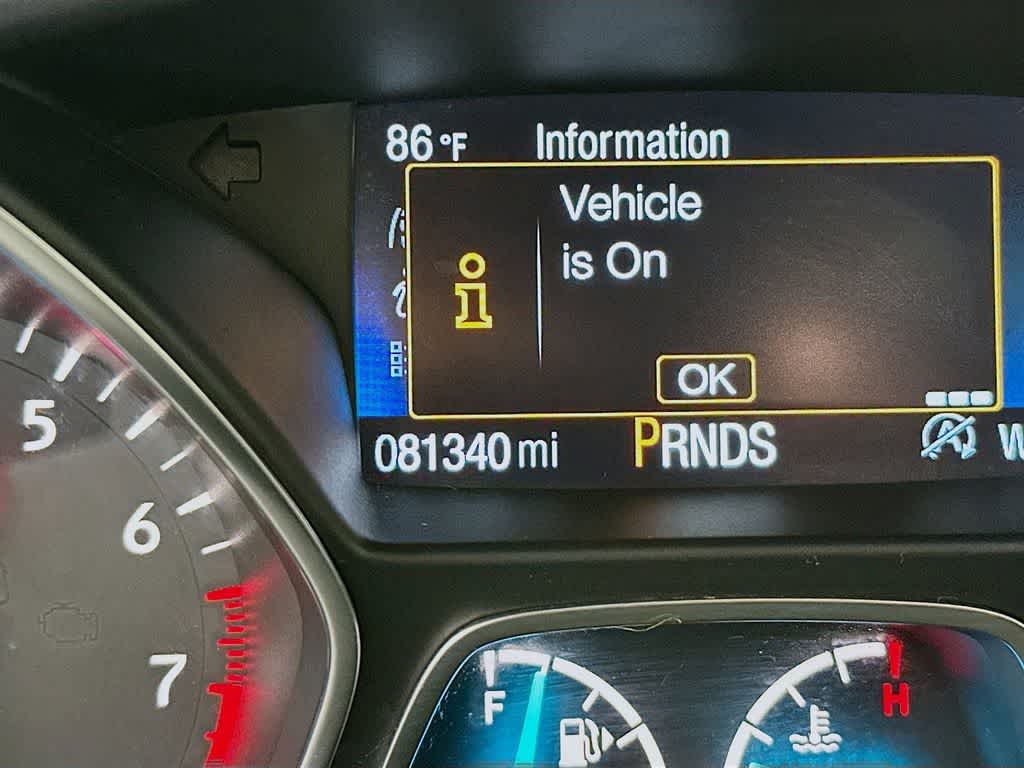 86 °F Information
Vehicle
is On
OK
081340 mi PRNDS
5
6
7
F
H